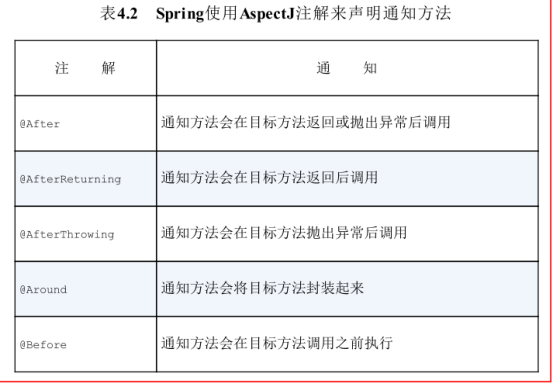 表4.2 Spring使用AspectJ注解来声明通知方法
注 解 通 知
@After 通知方法会在目标方法返回或抛出异常后调用
@AfterReturning 通知方法会在目标方法返回后调用
@AfterThrowing 通知方法会在目标方法抛出异常后调用
@Around 通知方法会将目标方法封装起来
@Before 通知方法会在目标方法调用之前执行